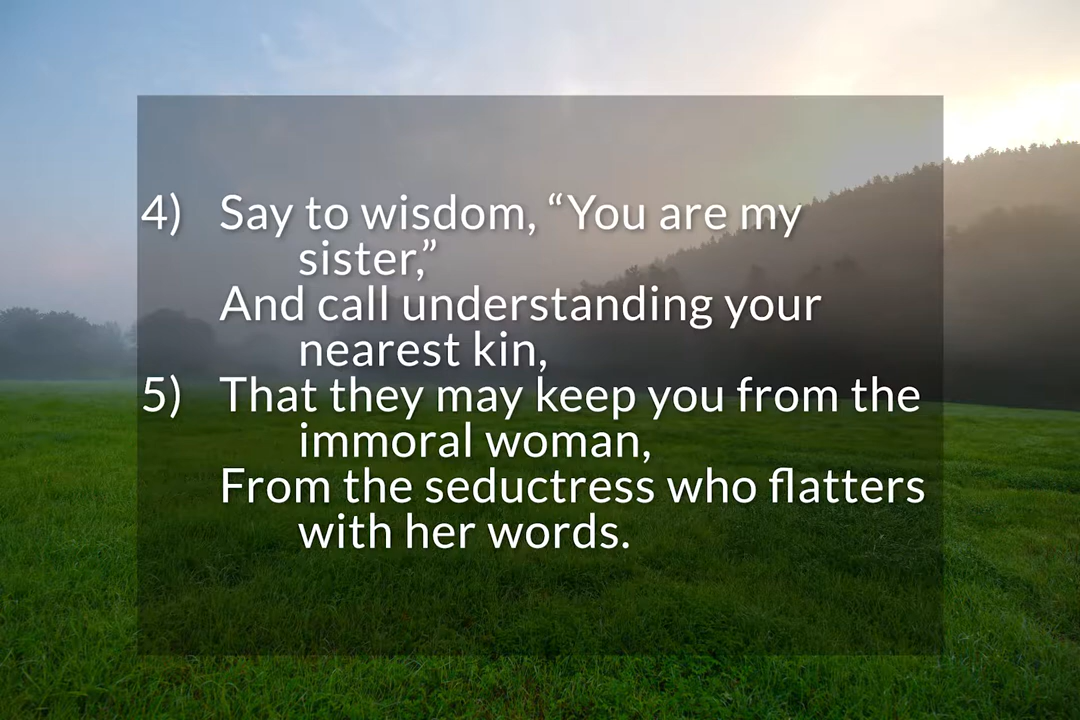 4) Say to wisdom, “You are my
sister,”
And call understanding your
nearest kin,
5) That they may keep you from the
immoral woman,
From the seductress who flatters
with her words.